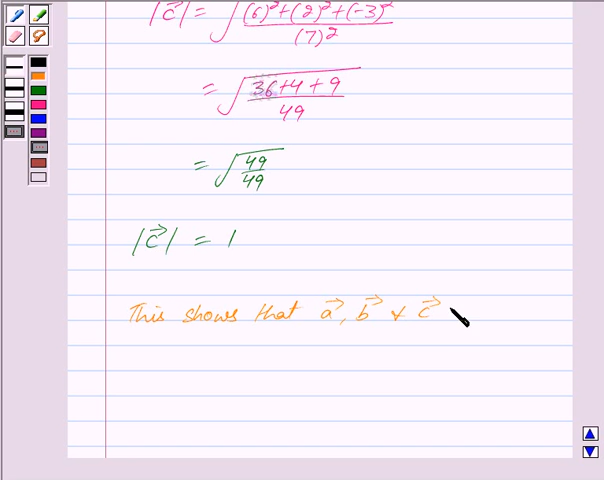 |c⃗| = √((6)²+(2)²+(-3)²/(7)²)
= √(36+4+9/49)
= √(49/49)
|c⃗| = 1
This shows that a⃗, b⃗ & c⃗